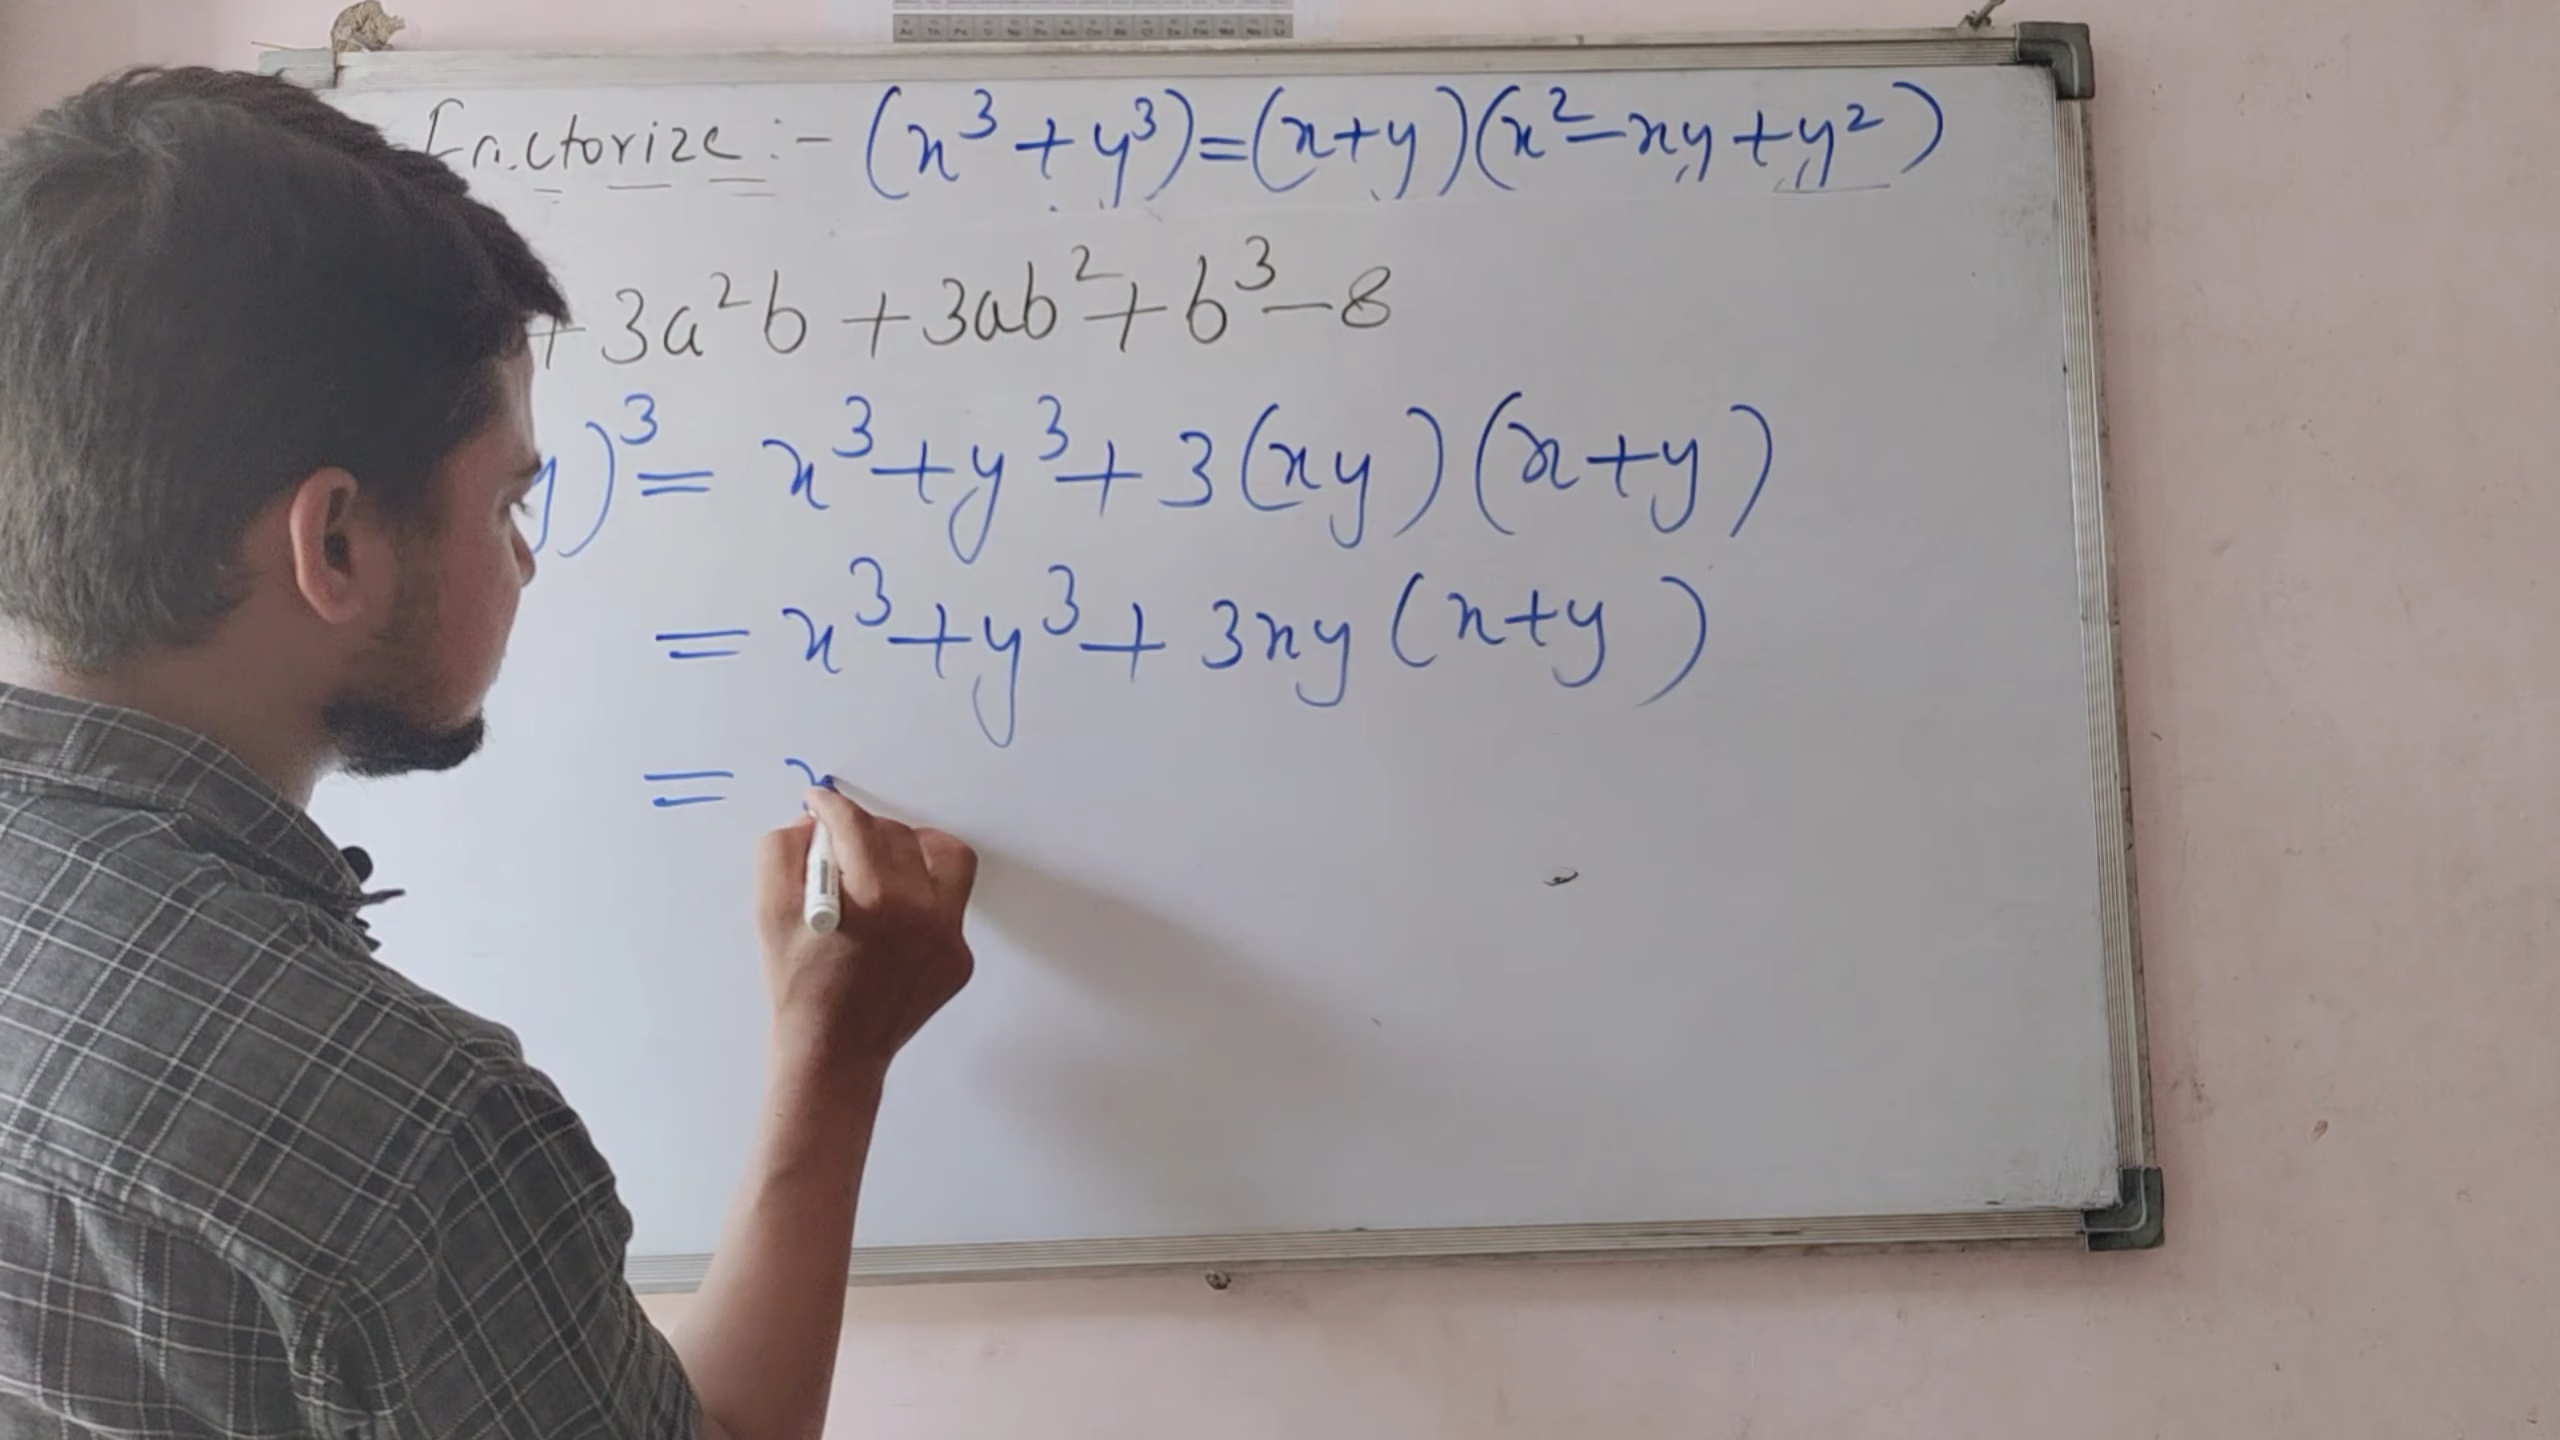 Factorize :- (x³ + y³) = (x+y)(x² - xy + y²)
+ 3a²b + 3ab² + b³ - 8
y)³ = x³ + y³ + 3(xy)(x+y)
= x³ + y³ + 3xy(x+y)
= x